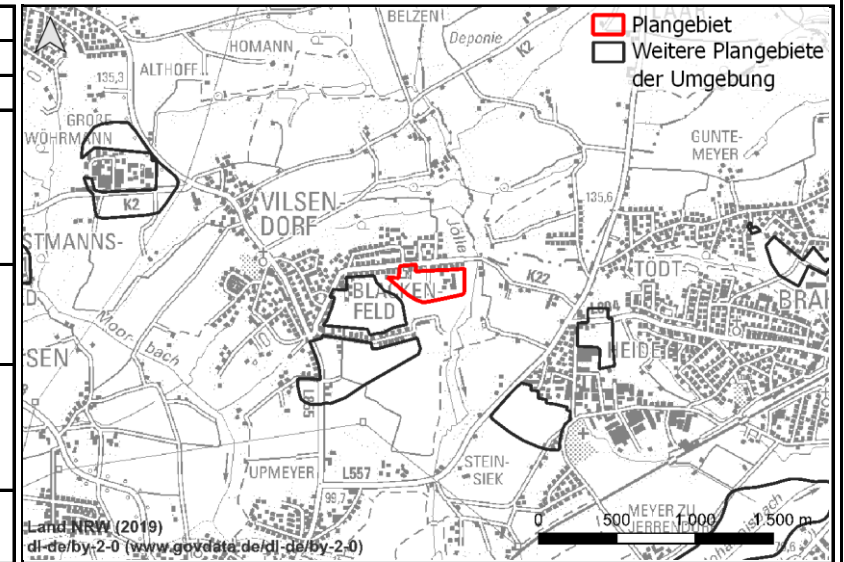 Plangebiet
Weitere Plangebiete
der Umgebung
BELZEN
Deponie
K2
LAAR
HOMANN
ALTHOFF
135,3
GROßE
WÖHRMANN
K2
GUNTE-
MEYER
135,6
VILSEN-
DORF
STMANNS-
Jölle
K22
TÖDT
BLACKEN-
FELD
BRA
HEIDE
Moor-
bach
SEN
UPMEYER
L557
99,7
STEIN-
SIEK
MEYER ZU
JERRENDORF
Land NRW (2019)
dl-de/by-2-0 (www.govdata.de/dl-de/by-2-0)
0 500 1.000 1.500 m